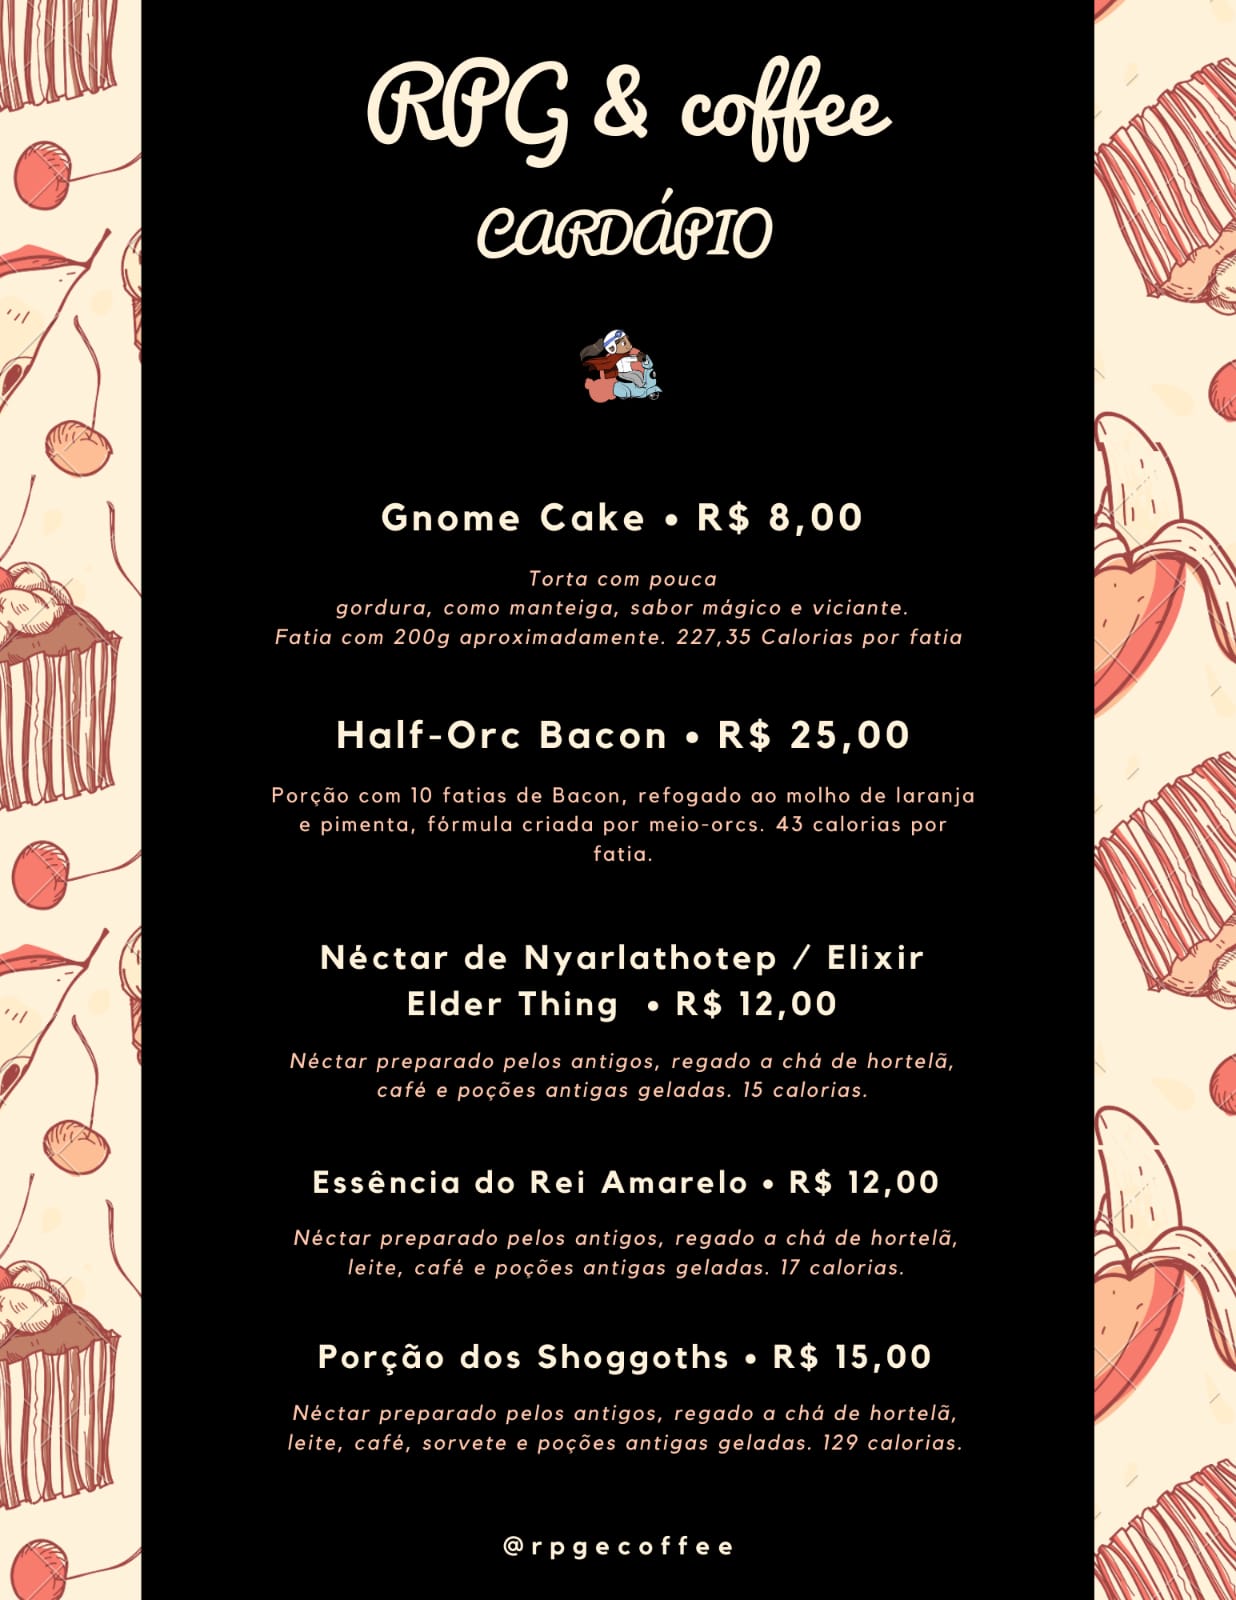 RPG & coffee
CARDÁPIO
Gnome Cake • R$ 8,00
Torta com pouca
gordura, como manteiga, sabor mágico e viciante.
Fatia com 200g aproximadamente. 227,35 Calorias por fatia
Half-Orc Bacon • R$ 25,00
Porção com 10 fatias de Bacon, refogado ao molho de laranja
e pimenta, fórmula criada por meio-orcs. 43 calorias por
fatia.
Néctar de Nyarlathotep / Elixir
Elder Thing • R$ 12,00
Néctar preparado pelos antigos, regado a chá de hortelã,
café e poções antigas geladas. 15 calorias.
Essência do Rei Amarelo • R$ 12,00
Néctar preparado pelos antigos, regado a chá de hortelã,
leite, café e poções antigas geladas. 17 calorias.
Porção dos Shoggoths • R$ 15,00
Néctar preparado pelos antigos, regado a chá de hortelã,
leite, café, sorvete e poções antigas geladas. 129 calorias.
@rpgecoffee